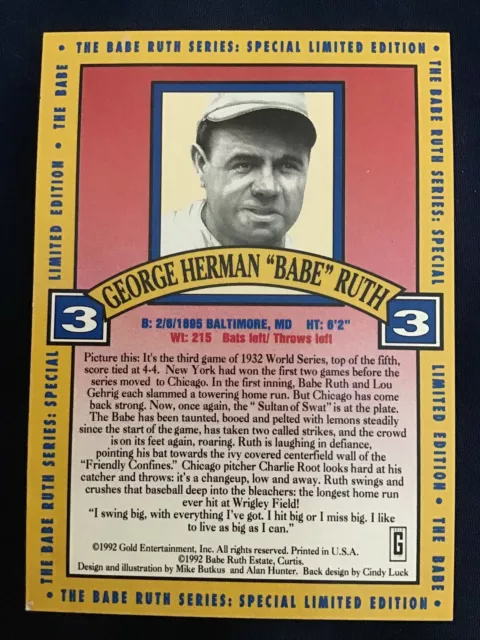 • THE BABE RUTH SERIES: SPECIAL LIMITED EDITION •
THE BABE RUTH SERIES: SPECIAL
LIMITED EDITION • THE BABE
GEORGE HERMAN "BABE" RUTH
3
3
B: 2/6/1895 BALTIMORE, MD HT: 6'2"
Wt: 215 Bats left/ Throws left
Picture this: It's the third game of 1932 World Series, top of the fifth,
score tied at 4-4. New York had won the first two games before the
series moved to Chicago. In the first inning, Babe Ruth and Lou
Gehrig each slammed a towering home run. But Chicago has come
back strong. Now, once again, the " Sultan of Swat" is at the plate.
The Babe has been taunted, booed and pelted with lemons steadily
since the start of the game, has taken two called strikes, and the crowd
is on its feet again, roaring. Ruth is laughing in defiance,
pointing his bat towards the ivy covered centerfield wall of the
"Friendly Confines." Chicago pitcher Charlie Root looks hard at his
catcher and throws: it's a changeup, low and away. Ruth swings and
crushes that baseball deep into the bleachers: the longest home run
ever hit at Wrigley Field!
"I swing big, with everything I've got. I hit big or I miss big. I like
to live as big as I can."
©1992 Gold Entertainment, Inc. All rights reserved. Printed in U.S.A.
©1992 Babe Ruth Estate, Curtis.
Design and illustration by Mike Butkus and Alan Hunter. Back design by Cindy Luck
G
THE BABE RUTH SERIES: SPECIAL
LIMITED EDITION • THE BABE
• THE BABE RUTH SERIES: SPECIAL LIMITED EDITION •